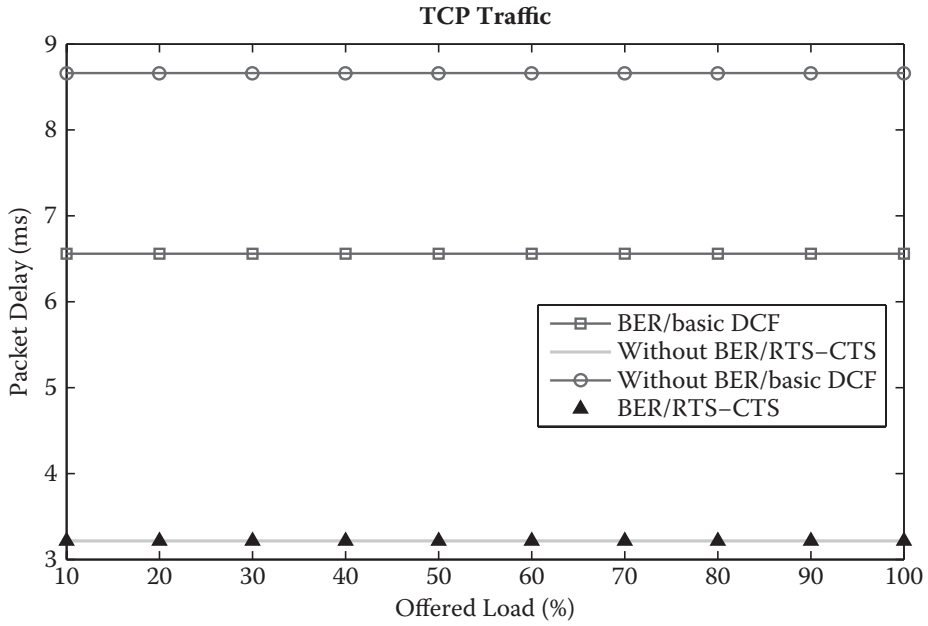 TCP Traffic
9
8
7
6
5
4
3
Packet Delay (ms)
BER/basic DCF
Without BER/RTS–CTS
Without BER/basic DCF
BER/RTS–CTS
10 20 30 40 50 60 70 80 90 100
Offered Load (%)